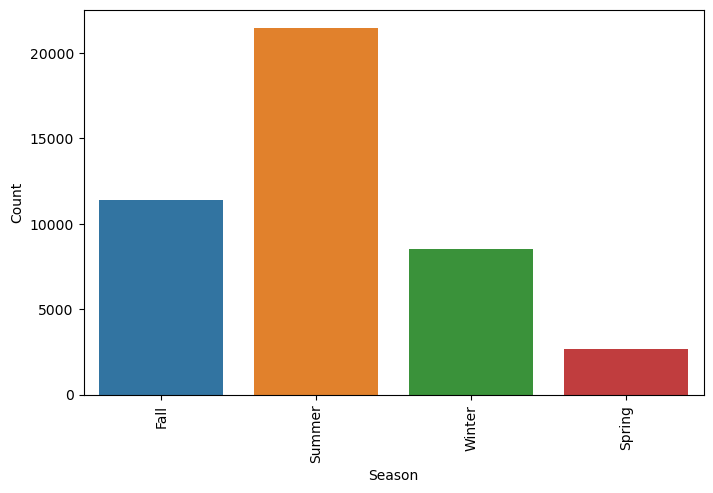 20000
15000
10000
5000
0
Count
Fall
Summer
Winter
Spring
Season